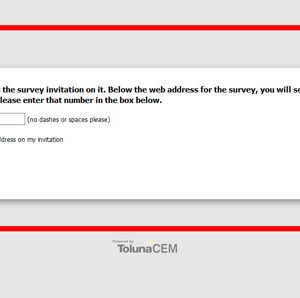 the survey invitation on it. Below the web address for the survey, you will se
lease enter that number in the box below.
(no dashes or spaces please)
ddress on my invitation
Powered by
TolunaCEM